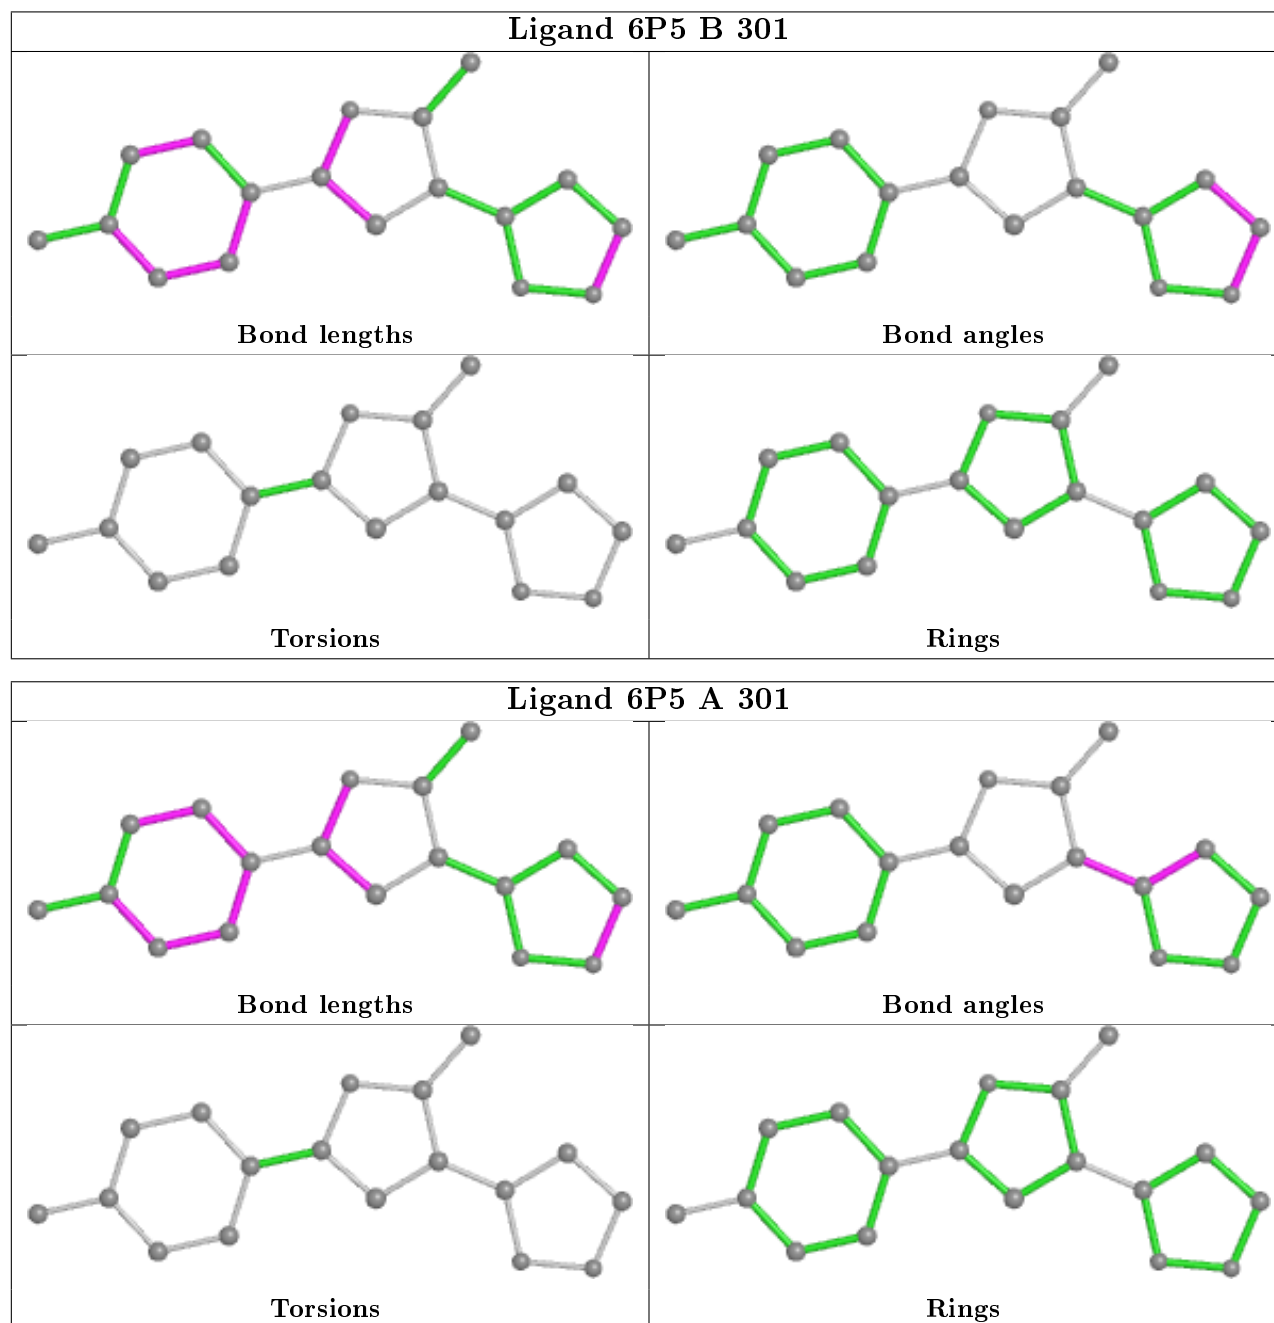 Ligand 6P5 B 301
Bond lengths
Bond angles
Torsions
Rings
Ligand 6P5 A 301
Bond lengths
Bond angles
Torsions
Rings